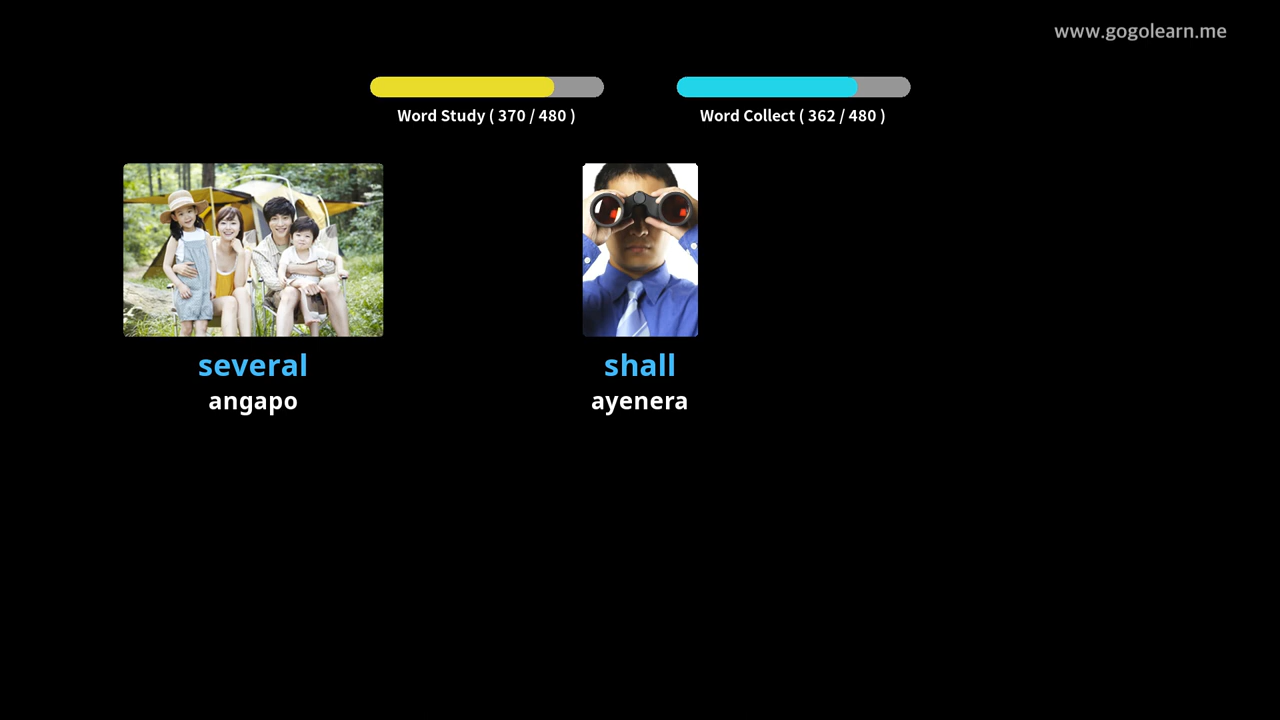 www.gogolearn.me
Word Study ( 370 / 480 )
Word Collect ( 362 / 480 )
several
angapo
shall
ayenera